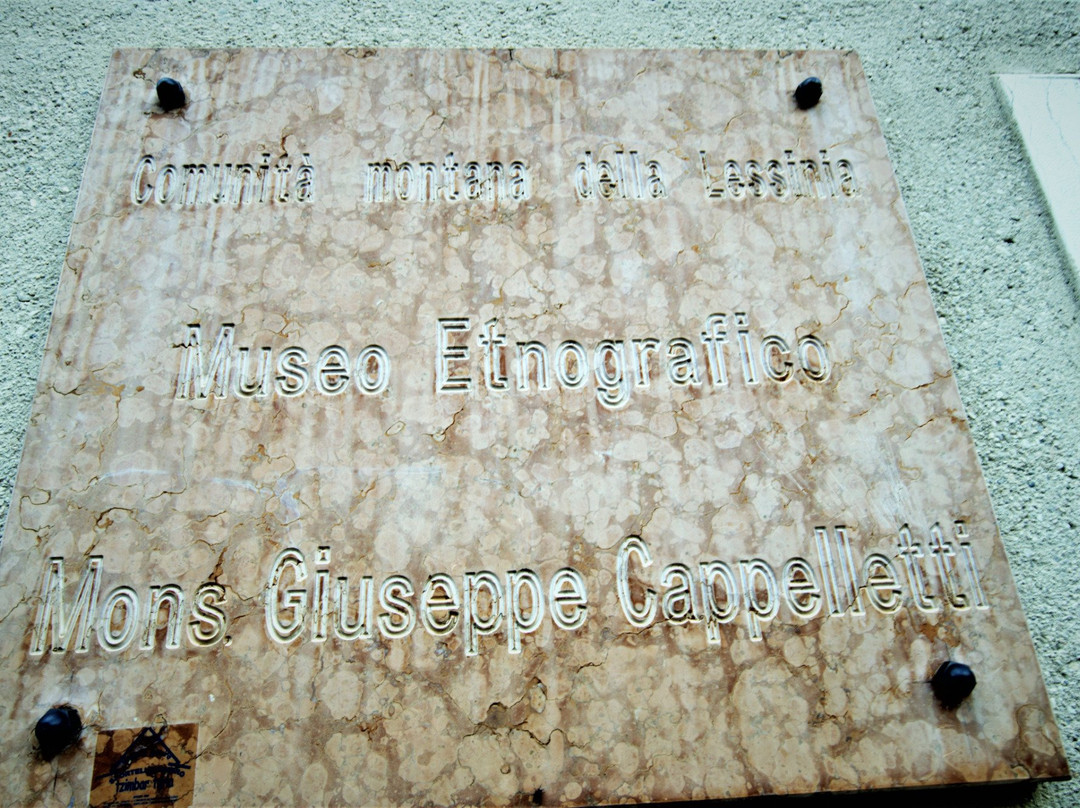 Comunità montana della Lessinia
Museo Etnografico
Mons. Giuseppe Cappelletti